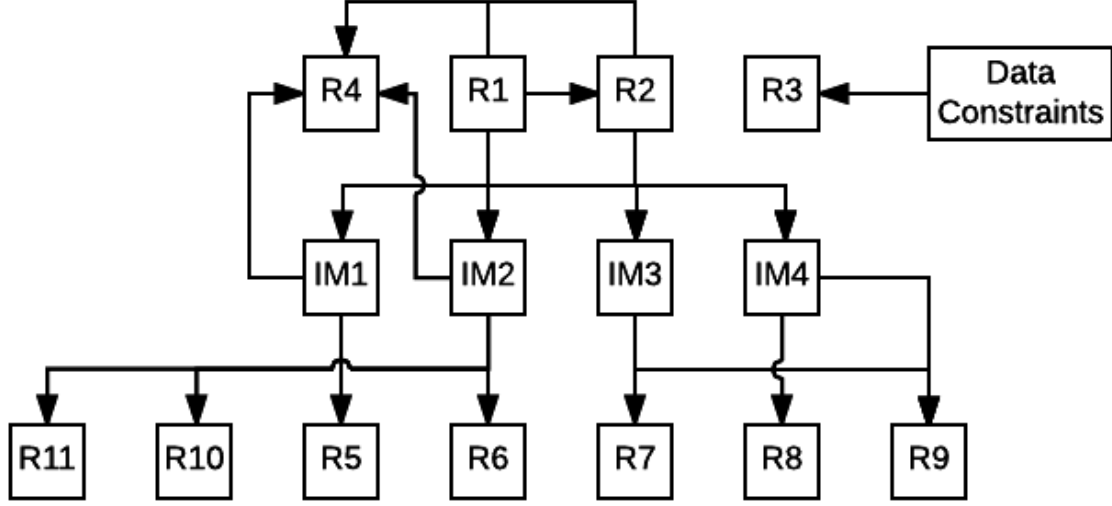 R4
R1
R2
R3
Data
Constraints
IM1
IM2
IM3
IM4
R11
R10
R5
R6
R7
R8
R9